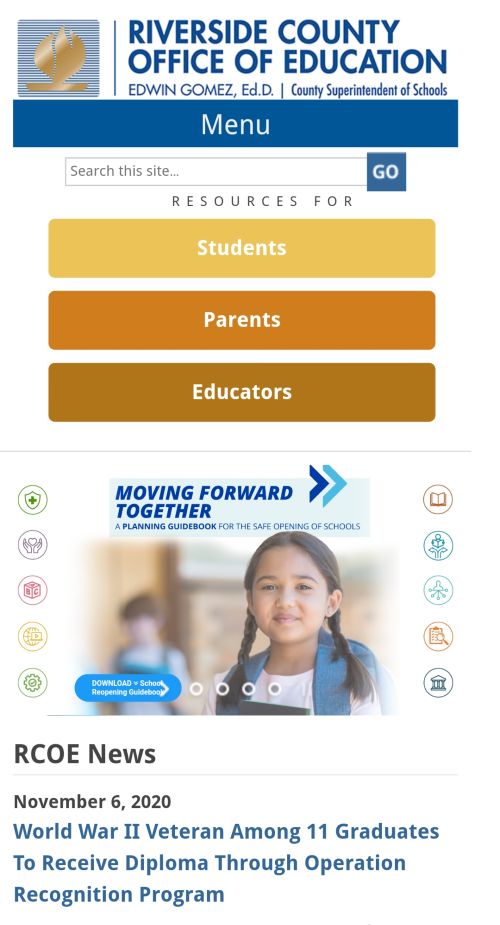 RIVERSIDE COUNTY
OFFICE OF EDUCATION
EDWIN GOMEZ, Ed.D. | County Superintendent of Schools
Menu
Search this site...
GO
RESOURCES FOR
Students
Parents
Educators
MOVING FORWARD
TOGETHER
A PLANNING GUIDEBOOK FOR THE SAFE OPENING OF SCHOOLS
DOWNLOAD School
Reopening Guidebook
RCOE News
November 6, 2020
World War II Veteran Among 11 Graduates
To Receive Diploma Through Operation
Recognition Program